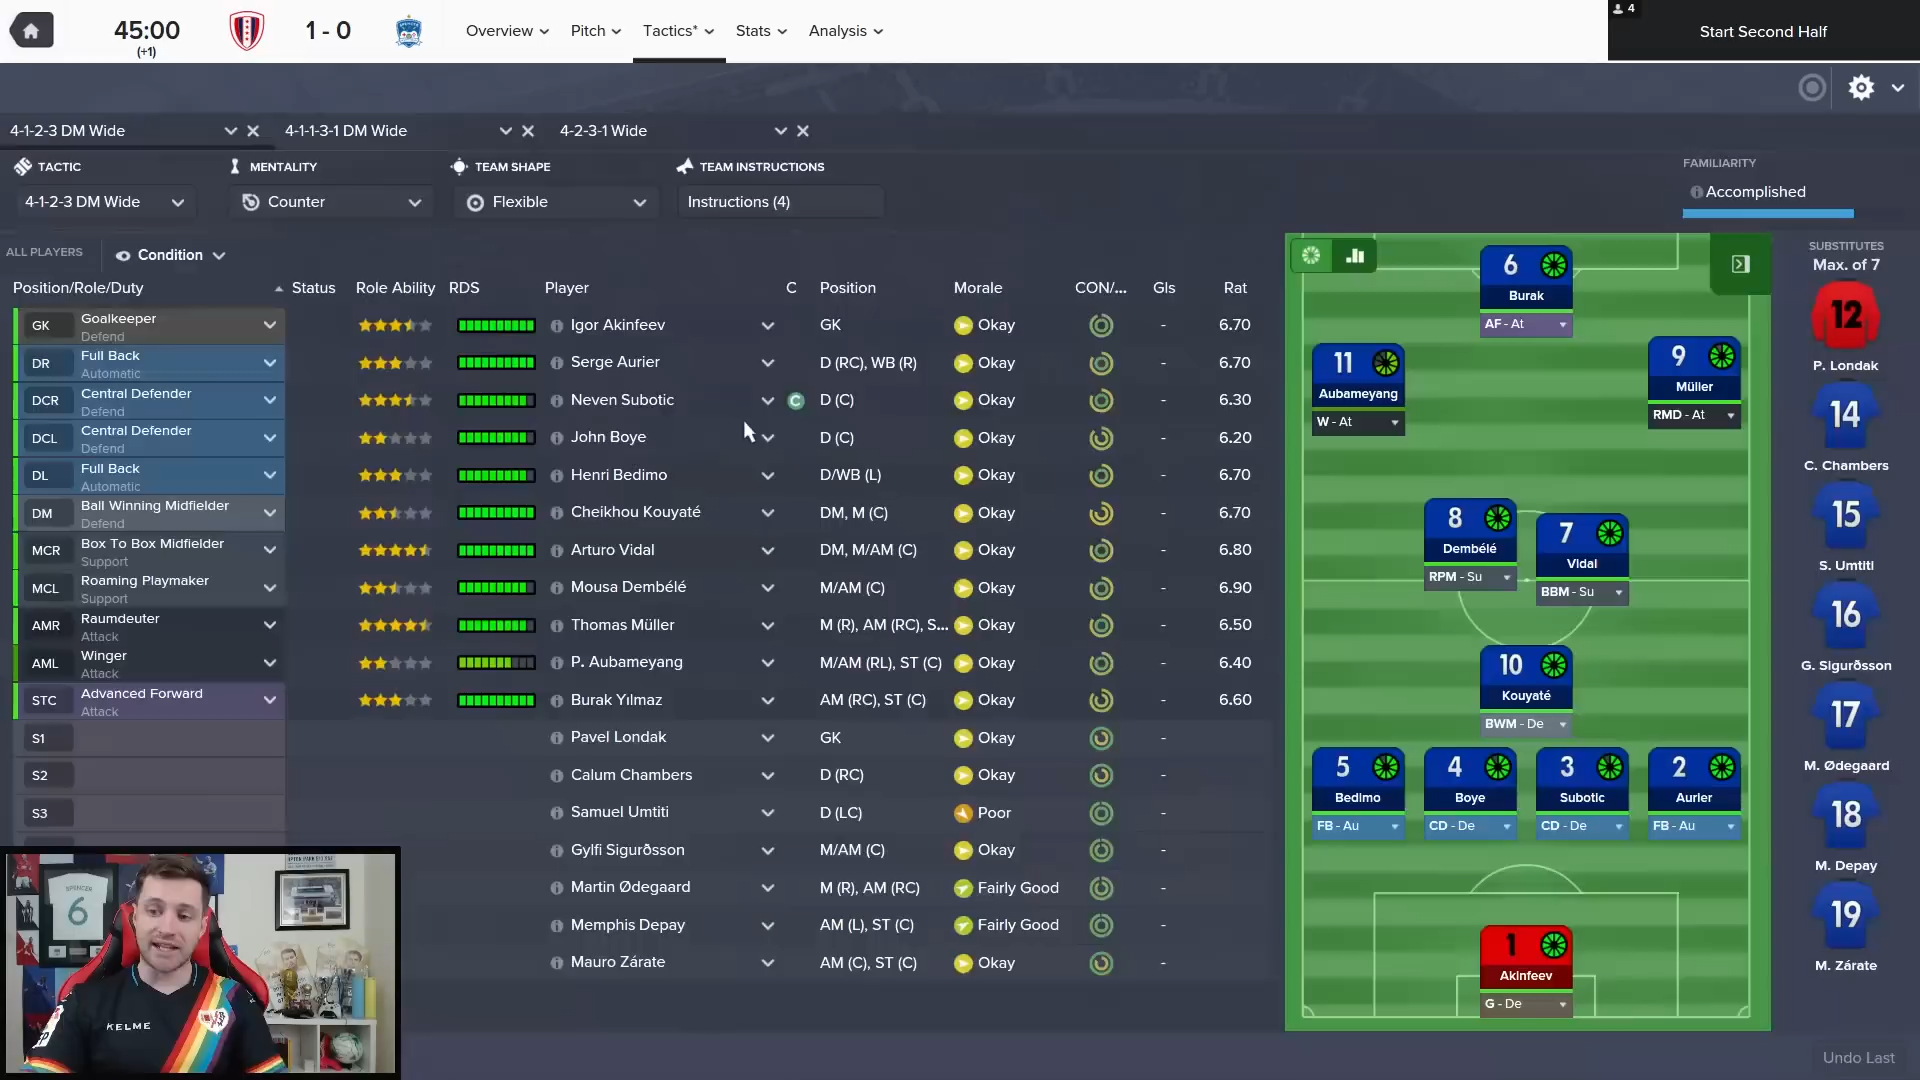 45:00
(+1)
1 - 0
Overview
Pitch
Tactics*
Stats
Analysis
4
Start Second Half
4-1-2-3 DM Wide
4-1-1-3-1 DM Wide
4-2-3-1 Wide
TACTIC
MENTALITY
TEAM SHAPE
TEAM INSTRUCTIONS
FAMILIARITY
4-1-2-3 DM Wide
Counter
Flexible
Instructions (4)
Accomplished
ALL PLAYERS
Condition
Position/Role/Duty Status Role Ability RDS Player C Position Morale CON/... Gls Rat
GK Goalkeeper Defend Igor Akinfeev GK Okay - 6.70
DR Full Back Automatic Serge Aurier D (RC), WB (R) Okay - 6.70
DCR Central Defender Defend Neven Subotic C D (C) Okay - 6.30
DCL Central Defender Defend John Boye D (C) Okay - 6.20
DL Full Back Automatic Henri Bedimo D/WB (L) Okay - 6.70
DM Ball Winning Midfielder Defend Cheikhou Kouyaté DM, M (C) Okay - 6.70
MCR Box To Box Midfielder Support Arturo Vidal DM, M/AM (C) Okay - 6.80
MCL Roaming Playmaker Support Mousa Dembélé M/AM (C) Okay - 6.90
AMR Raumdeuter Attack Thomas Müller M (R), AM (RC), S... Okay - 6.50
AML Winger Attack P. Aubameyang M/AM (RL), ST (C) Okay - 6.40
STC Advanced Forward Attack Burak Yılmaz AM (RC), ST (C) Okay - 6.60
S1 Pavel Londak GK Okay -
S2 Calum Chambers D (RC) Okay -
S3 Samuel Umtiti D (LC) Poor -
Gylfi Sigurðsson M/AM (C) Okay -
Martin Ødegaard M (R), AM (RC) Fairly Good -
Memphis Depay AM (L), ST (C) Fairly Good -
Mauro Zárate AM (C), ST (C) Okay -
6
Burak
AF - At
11
Aubameyang
W - At
9
Müller
RMD - At
8
Dembélé
RPM - Su
7
Vidal
BBM - Su
10
Kouyaté
BWM - De
5
Bedimo
FB - Au
4
Boye
CD - De
3
Subotic
CD - De
2
Aurier
FB - Au
1
Akinfeev
G - De
SUBSTITUTES
Max. of 7
12
P. Londak
14
C. Chambers
15
S. Umtiti
16
G. Sigurðsson
17
M. Ødegaard
18
M. Depay
19
M. Zárate
Undo Last
SPENCER
6
KELME